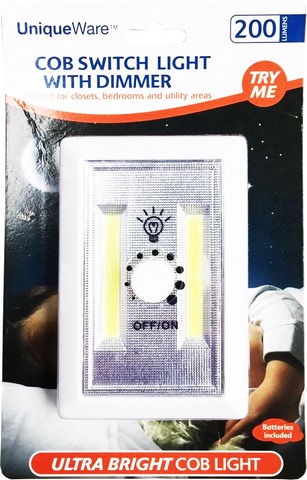 UniqueWare™
200 LUMENS
COB SWITCH LIGHT
WITH DIMMER
Perfect for closets, bedrooms and utility areas
TRY
ME
OFF/ON
Batteries
included
ULTRA BRIGHT COB LIGHT